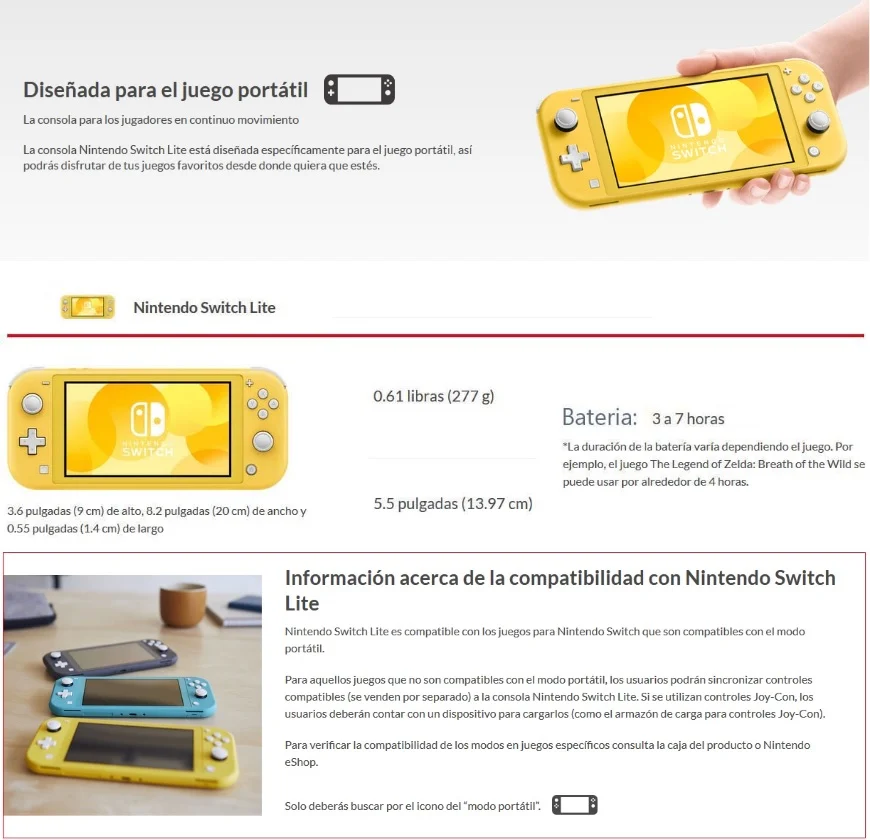 Diseñada para el juego portátil
La consola para los jugadores en continuo movimiento
La consola Nintendo Switch Lite está diseñada específicamente para el juego portátil, así
podrás disfrutar de tus juegos favoritos desde donde quiera que estés.
NINTENDO
SWITCH
Nintendo Switch Lite
NINTENDO
SWITCH
3.6 pulgadas (9 cm) de alto, 8.2 pulgadas (20 cm) de ancho y
0.55 pulgadas (1.4 cm) de largo
0.61 libras (277 g)
5.5 pulgadas (13.97 cm)
Bateria: 3 a 7 horas
*La duración de la batería varía dependiendo el juego. Por
ejemplo, el juego The Legend of Zelda: Breath of the Wild se
puede usar por alrededor de 4 horas.
Información acerca de la compatibilidad con Nintendo Switch
Lite
Nintendo Switch Lite es compatible con los juegos para Nintendo Switch que son compatibles con el modo
portátil.
Para aquellos juegos que no son compatibles con el modo portátil, los usuarios podrán sincronizar controles
compatibles (se venden por separado) a la consola Nintendo Switch Lite. Si se utilizan controles Joy-Con, los
usuarios deberán contar con un dispositivo para cargarlos (como el armazón de carga para controles Joy-Con).
Para verificar la compatibilidad de los modos en juegos específicos consulta la caja del producto o Nintendo
eShop.
Solo deberás buscar por el icono del “modo portátil”.